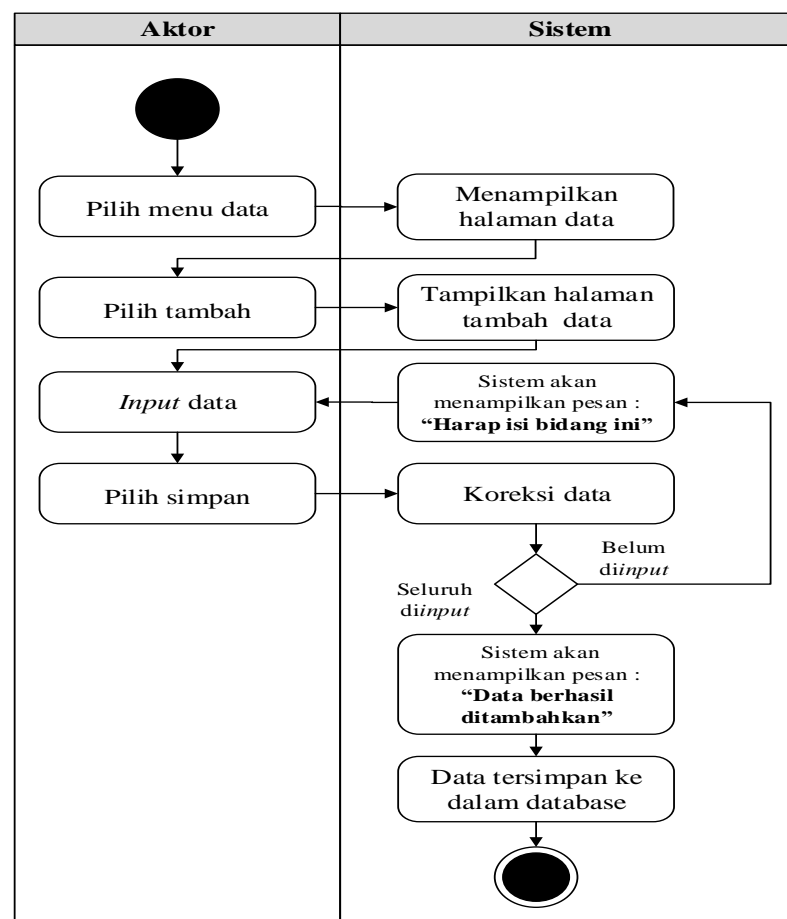 Aktor
Sistem
Pilih menu data
Menampilkan
halaman data
Pilih tambah
Tampilkan halaman
tambah data
Input data
Sistem akan
menampilkan pesan :
“Harap isi bidang ini”
Pilih simpan
Koreksi data
Belum
diinput
Seluruh
diinput
Sistem akan
menampilkan pesan :
“Data berhasil
ditambahkan”
Data tersimpan ke
dalam database